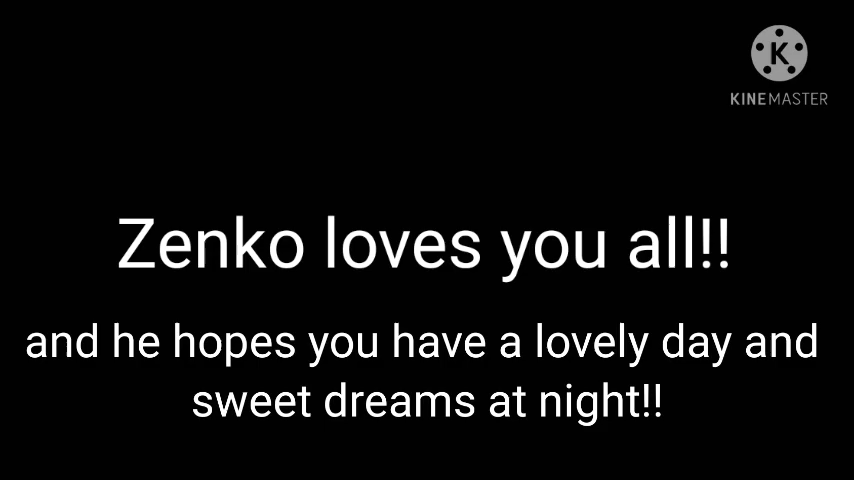 K
KINEMASTER
Zenko loves you all!!
and he hopes you have a lovely day and
sweet dreams at night!!